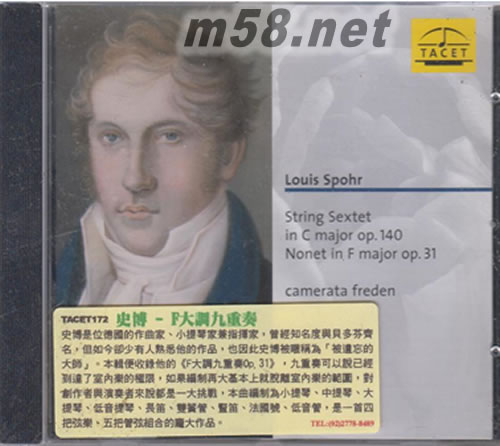 m58.net
TACET
Louis Spohr
String Sextet
in C major op. 140
Nonet in F major op. 31
camerata freden
TACET172 史博 - F大調九重奏
史博是位德國的作曲家、小提琴家兼指揮家，曾經知名度與貝多芬齊
名，但如今卻少有人熟悉他的作品，也因此史博被暱稱為「被遺忘的
大師」。本輯便收錄他的《F大調九重奏Op. 31》，九重奏可以說已經
到達了室內樂的極限，如果編制再大基本上就脫離室內樂的範圍，對
創作者與演奏者來說都是一大挑戰，本曲編制為小提琴、中提琴、大
提琴、低音提琴、長笛、雙簧管、豎笛、法國號、低音管，是一首四
把弦樂、五把管弦組合的龐大作品。
TEL:(02)2778-8489